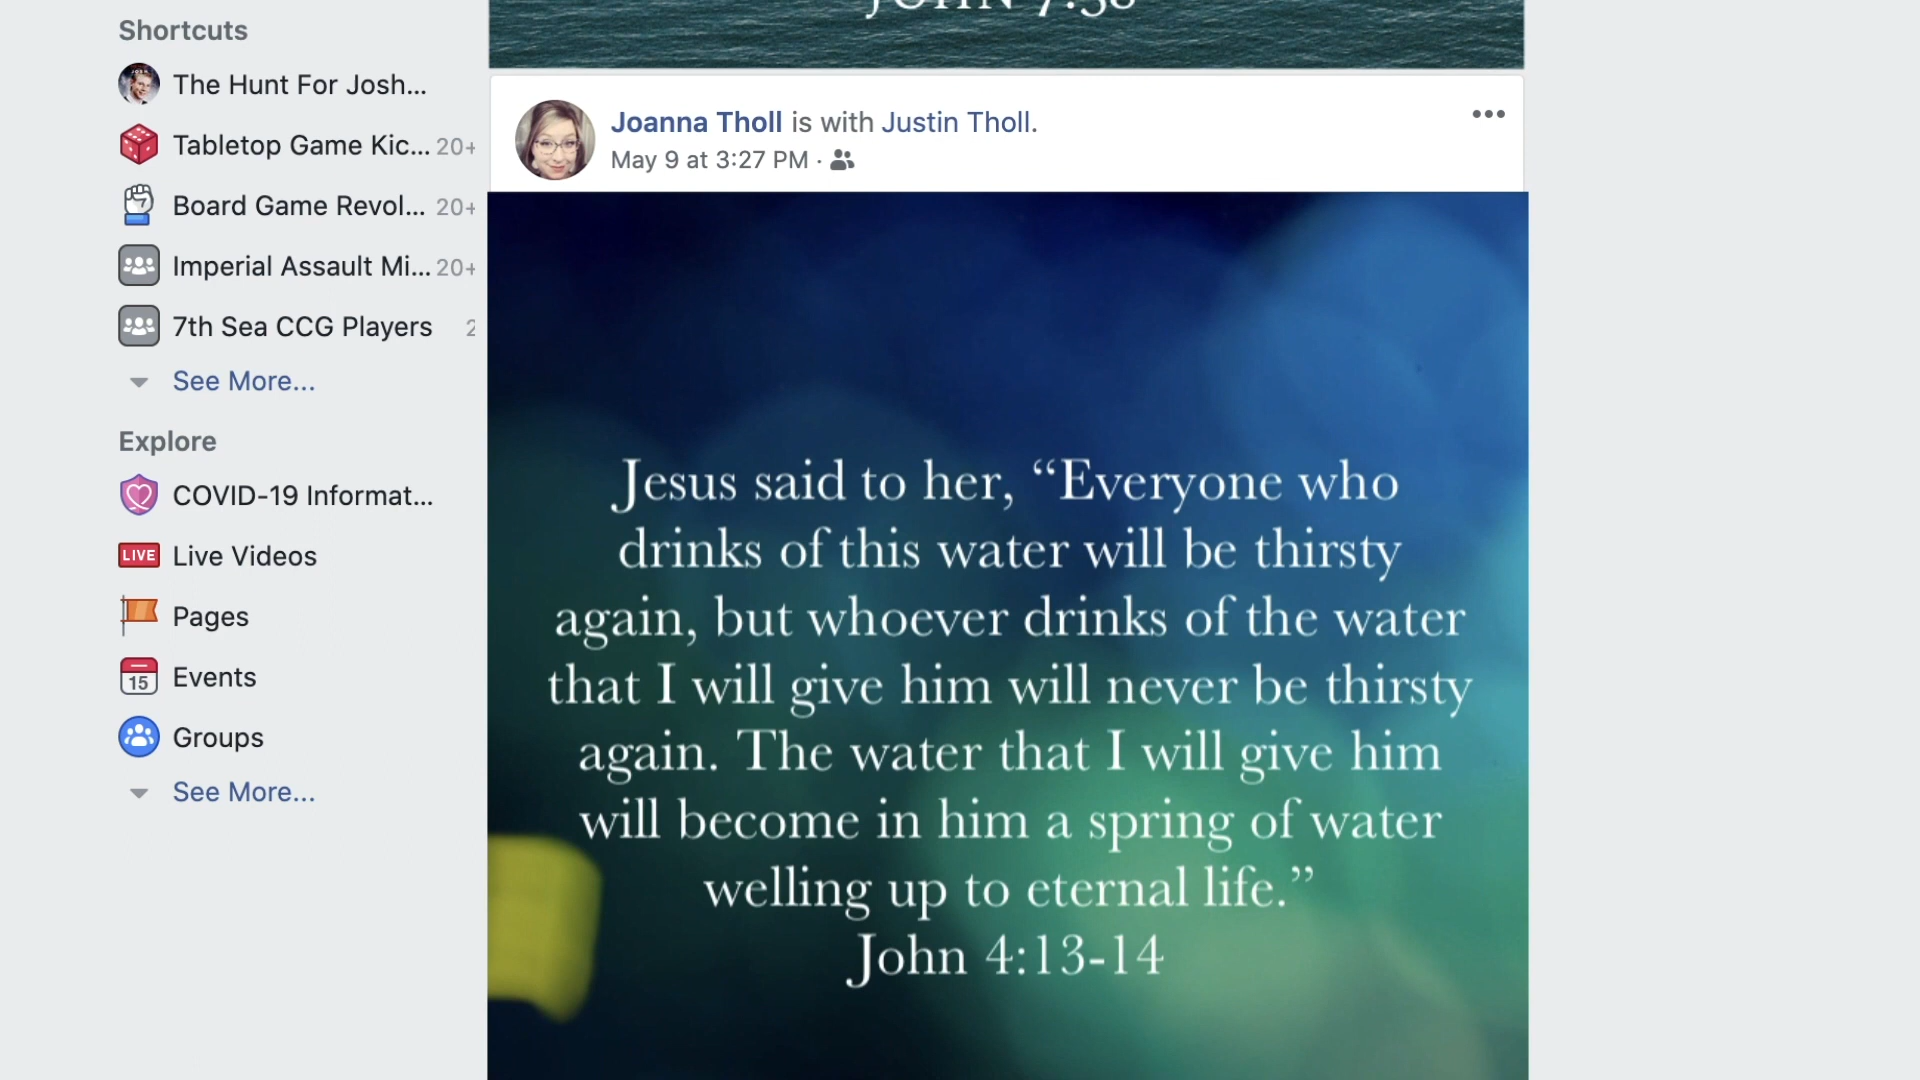 Shortcuts
The Hunt For Josh...
Tabletop Game Kic... 20+
Board Game Revol... 20+
Imperial Assault Mi... 20+
7th Sea CCG Players 2
See More...
Explore
COVID-19 Informat...
LIVE Live Videos
Pages
15 Events
Groups
See More...
JOHN 7:38
Joanna Tholl is with Justin Tholl.
May 9 at 3:27 PM ·
Jesus said to her, “Everyone who
drinks of this water will be thirsty
again, but whoever drinks of the water
that I will give him will never be thirsty
again. The water that I will give him
will become in him a spring of water
welling up to eternal life.”
John 4:13-14